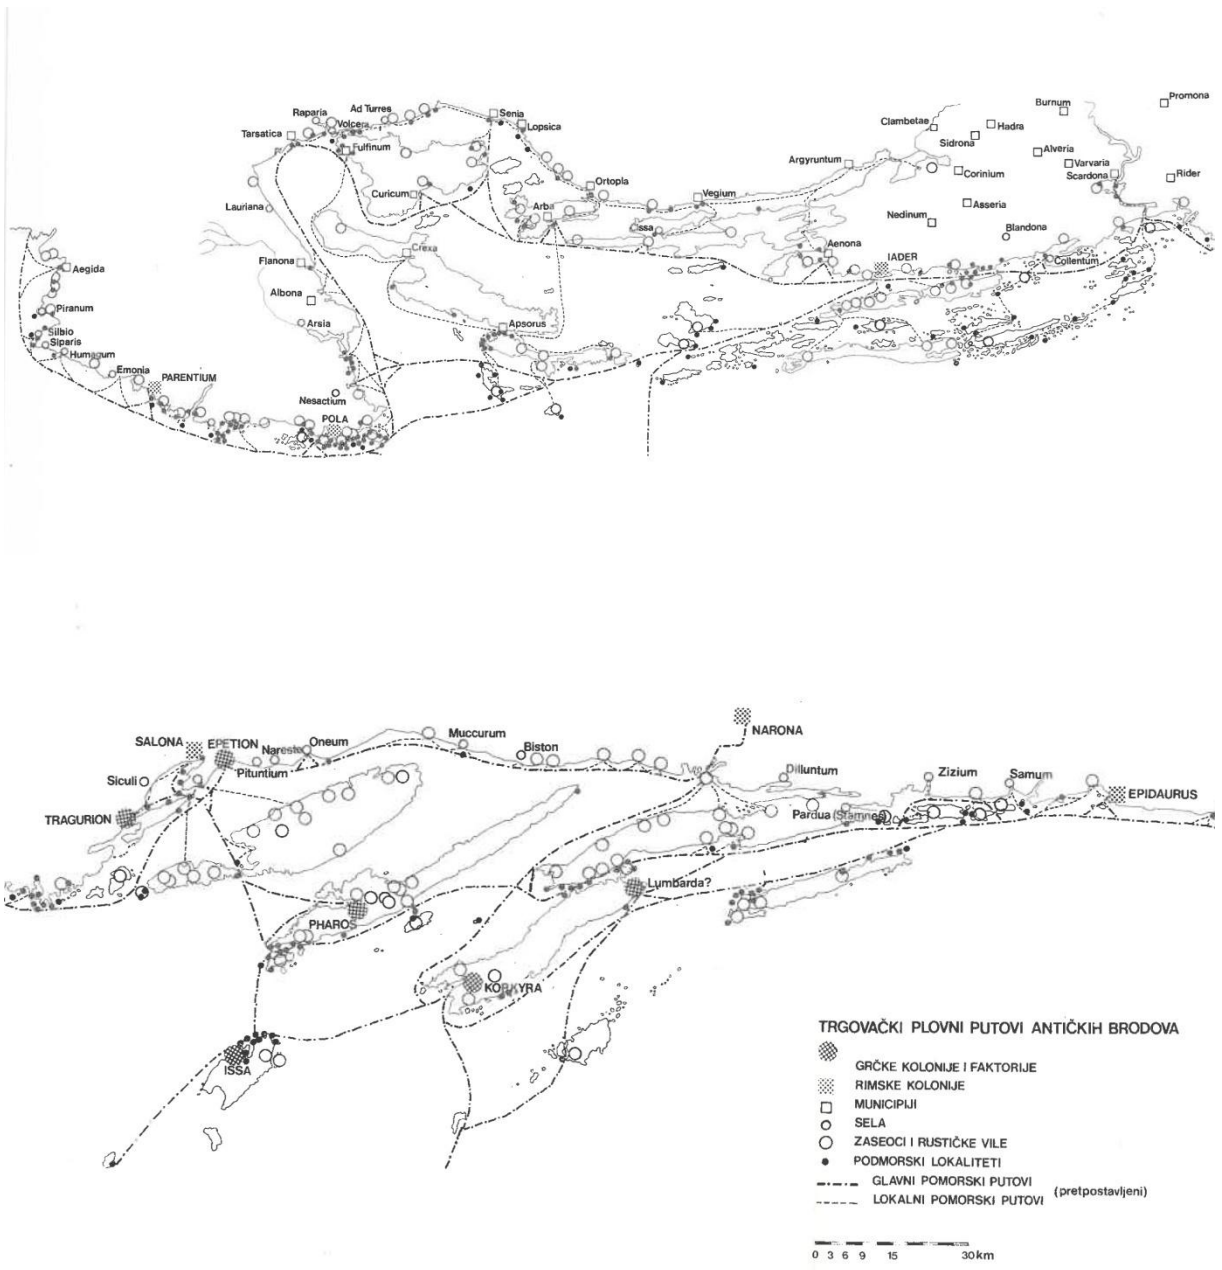 Promona
Burnum
Raparia
Ad Turres
Senia
Volcera
Lopsica
Clambetae
Hadra
Tarsatica
Sidrona
Fulfinum
Alveria
Argyruntum
Varvaria
Corinium
Scardona
Rider
Ortopla
Curicum
Vegium
Lauriana
Arba
Asseria
Nedinum
Cissa
Blandona
Crexa
Aenona
IADER
Flanona
Collentum
Aegida
Albona
Piranum
Arsia
Apsorus
Silbio
Siparis
Humagum
Emonia
PARENTIUM
Nesactium
POLA
NARONA
SALONA
EPETION
Oneum
Muccurum
Nareste
Biston
Pituntium
Siculi
Dilluntum
Zizium
Samum
EPIDAURUS
TRAGURION
Pardua (Stamnes)
Lumbarda?
PHAROS
KORKYRA
ISSA
TRGOVAČKI PLOVNI PUTOVI ANTIČKIH BRODOVA
GRČKE KOLONIJE I FAKTORIJE
RIMSKE KOLONIJE
MUNICIPIJI
SELA
ZASEOCI I RUSTIČKE VILE
PODMORSKI LOKALITETI
GLAVNI POMORSKI PUTOVI
(pretpostavljeni)
LOKALNI POMORSKI PUTOVI
0 3 6 9 15 30km